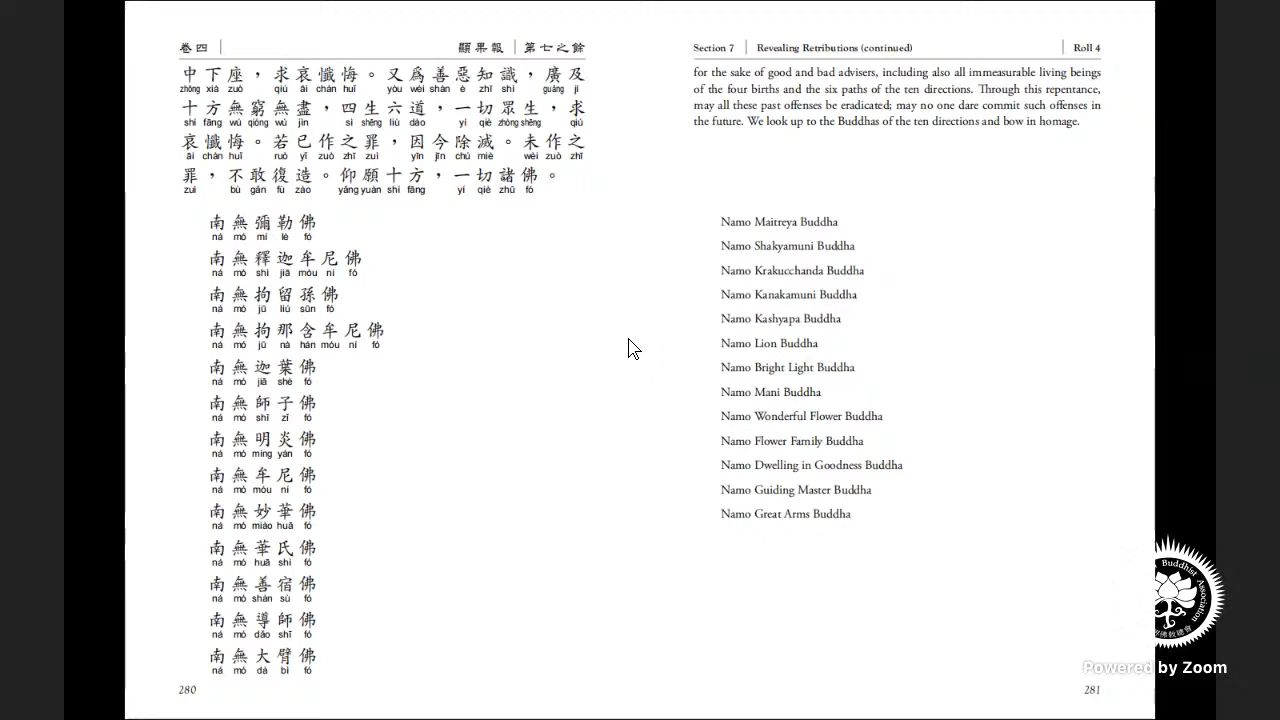 卷四 顯果報 第七之餘
中下座，求哀懺悔。又為善惡知識，廣及
zhōng xià zuò qiú āi chàn huǐ yòu wèi shàn è zhī shì guǎng jí
十方無窮無盡，四生六道，一切眾生，求
shí fāng wú qióng wú jìn sì shēng liù dào yí qiè zhòng shēng qiú
哀懺悔。若已作之罪，因今除滅。未作之
āi chàn huǐ ruò yǐ zuò zhī zuì yīn jīn chú miè wèi zuò zhī
罪，不敢復造。仰願十方，一切諸佛。
zuì bù gǎn fù zào yǎng yuàn shí fāng yí qiè zhū fó
南無彌勒佛
ná mó mí lè fó
南無釋迦牟尼佛
ná mó shì jiā móu ní fó
南無拘留孫佛
ná mó jū liú sūn fó
南無拘那含牟尼佛
ná mó jū nà hán móu ní fó
南無迦葉佛
ná mó jiā shè fó
南無師子佛
ná mó shī zǐ fó
南無明炎佛
ná mó míng yán fó
南無牟尼佛
ná mó móu ní fó
南無妙華佛
ná mó miào huā fó
南無華氏佛
ná mó huā shì fó
南無善宿佛
ná mó shàn sù fó
南無導師佛
ná mó dǎo shī fó
南無大臂佛
ná mó dà bì fó
280
Section 7 Revealing Retributions (continued) Roll 4
for the sake of good and bad advisers, including also all immeasurable living beings
of the four births and the six paths of the ten directions. Through this repentance,
may all these past offenses be eradicated; may no one dare commit such offenses in
the future. We look up to the Buddhas of the ten directions and bow in homage.
Namo Maitreya Buddha
Namo Shakyamuni Buddha
Namo Krakucchanda Buddha
Namo Kanakamuni Buddha
Namo Kashyapa Buddha
Namo Lion Buddha
Namo Bright Light Buddha
Namo Mani Buddha
Namo Wonderful Flower Buddha
Namo Flower Family Buddha
Namo Dwelling in Goodness Buddha
Namo Guiding Master Buddha
Namo Great Arms Buddha
281
Buddhist Association
佛教總會
Powered by Zoom